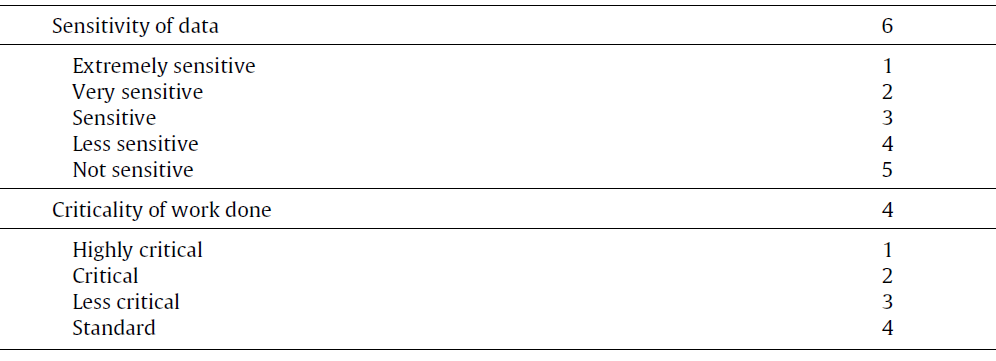 Sensitivity of data 6
Extremely sensitive 1
Very sensitive 2
Sensitive 3
Less sensitive 4
Not sensitive 5
Criticality of work done 4
Highly critical 1
Critical 2
Less critical 3
Standard 4